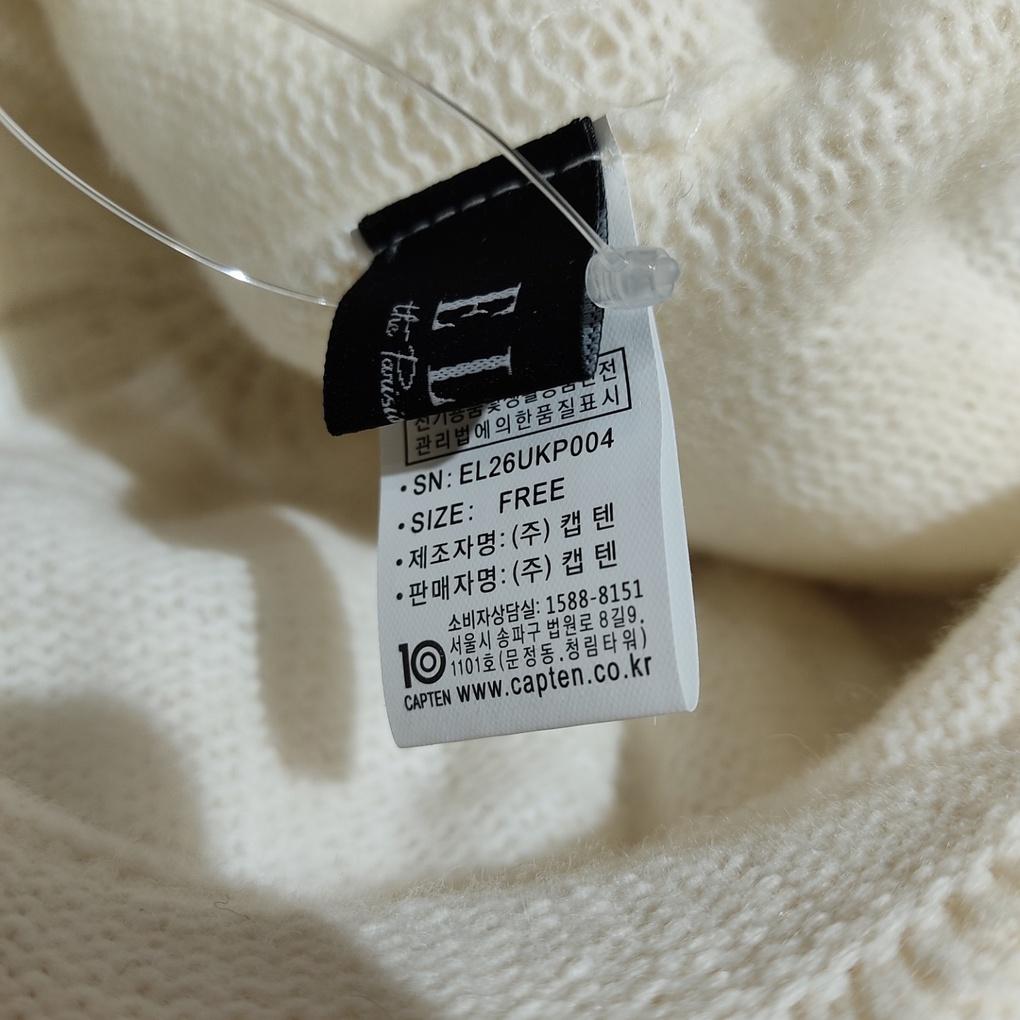 EL
the Parisi
전기용품및생활용품안전
관리법에의한품질표시
• SN: EL26UKP004
• SIZE: FREE
• 제조자명: (주) 캡 텐
• 판매자명: (주) 캡 텐
소비자상담실: 1588-8151
서울시 송파구 법원로 8길9.
1101호(문정동.청림타워)
10
CAPTEN www.capten.co.kr